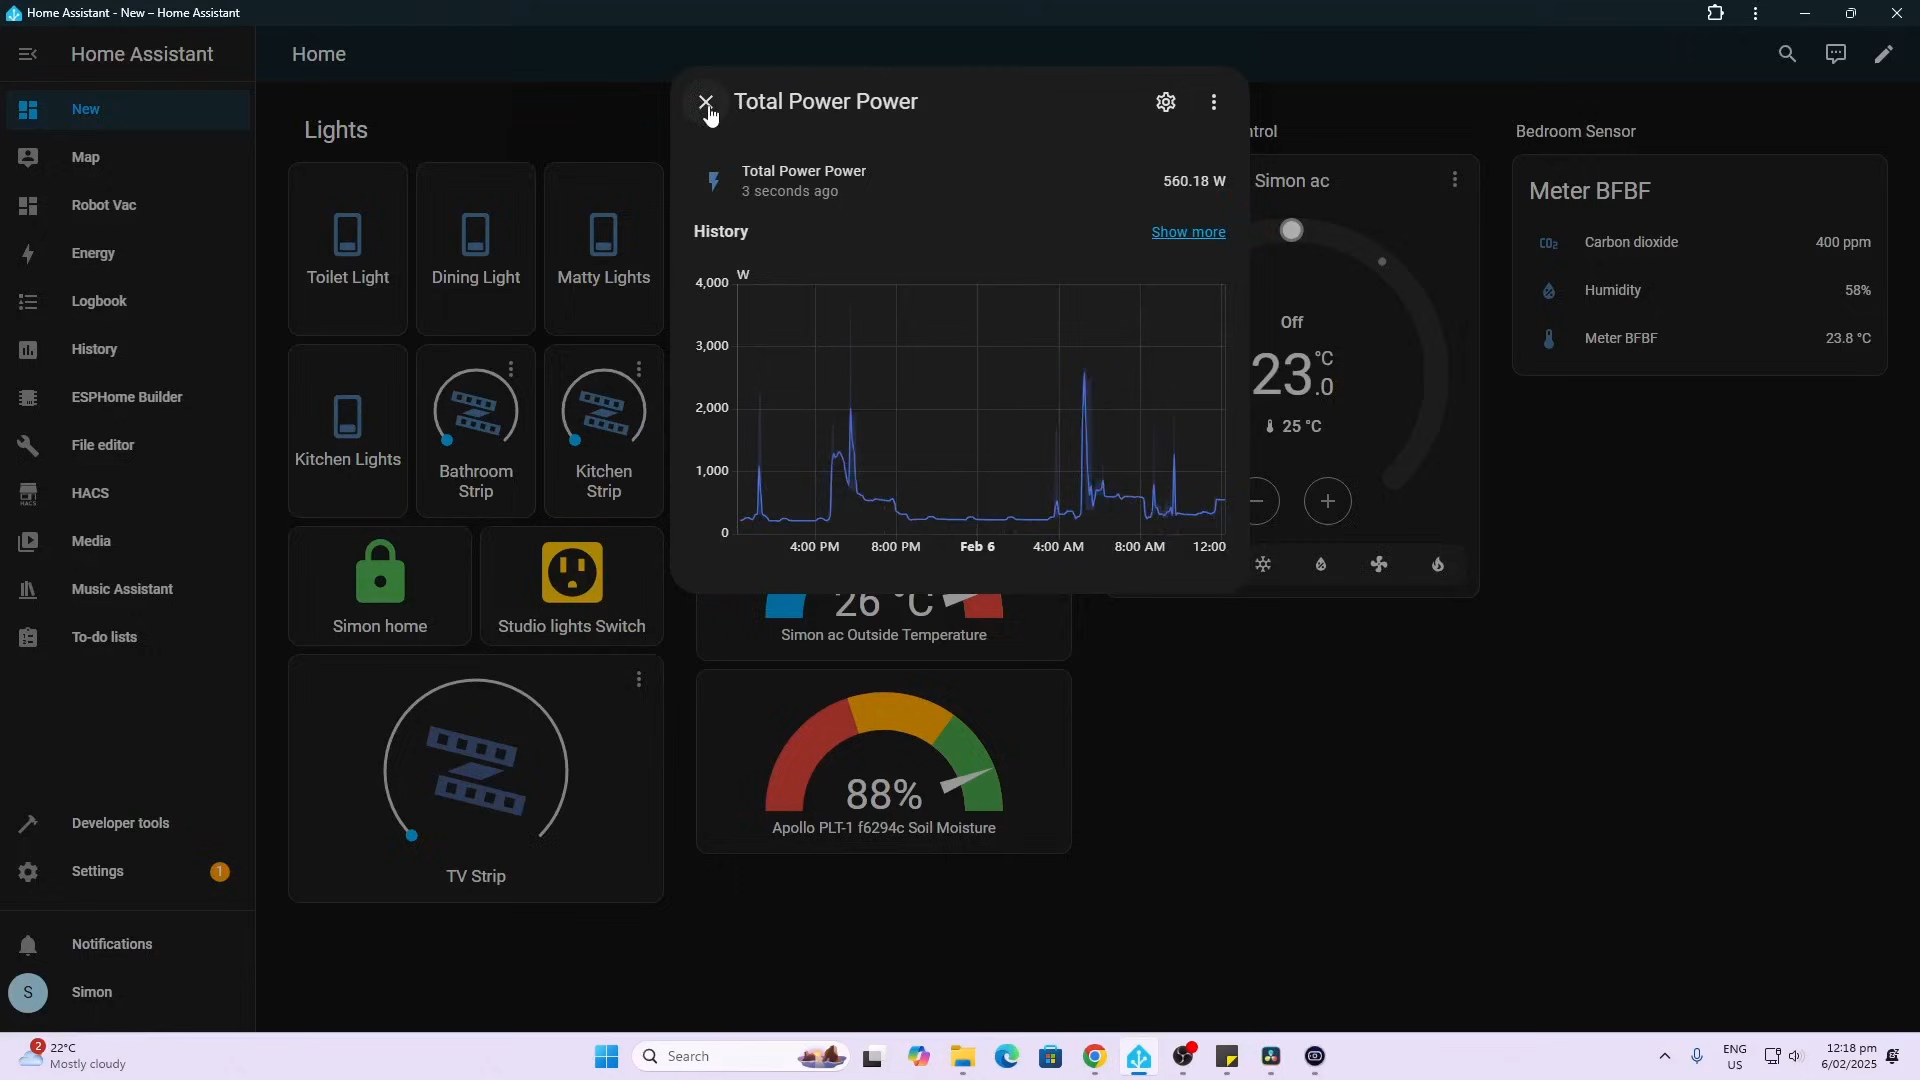 Home Assistant - New – Home Assistant
Home Assistant
Home
New
Map
Robot Vac
Energy
Logbook
History
ESPHome Builder
File editor
HACS
Media
Music Assistant
To-do lists
Developer tools
Settings
1
Notifications
S
Simon
Lights
Toilet Light
Dining Light
Matty Lights
Kitchen Lights
Bathroom
Strip
Kitchen
Strip
Simon home
Studio lights Switch
TV Strip
Total Power Power
Total Power Power
3 seconds ago
560.18 W
History
Show more
W
4,000
3,000
2,000
1,000
0
4:00 PM
8:00 PM
Feb 6
4:00 AM
8:00 AM
12:00
26 °C
Simon ac Outside Temperature
88%
Apollo PLT-1 f6294c Soil Moisture
ntrol
Simon ac
Off
23.0 °C
25 °C
Bedroom Sensor
Meter BFBF
CO2
Carbon dioxide
400 ppm
Humidity
58%
Meter BFBF
23.8 °C
2
22°C
Mostly cloudy
Search
ENG
US
12:18 pm
6/02/2025